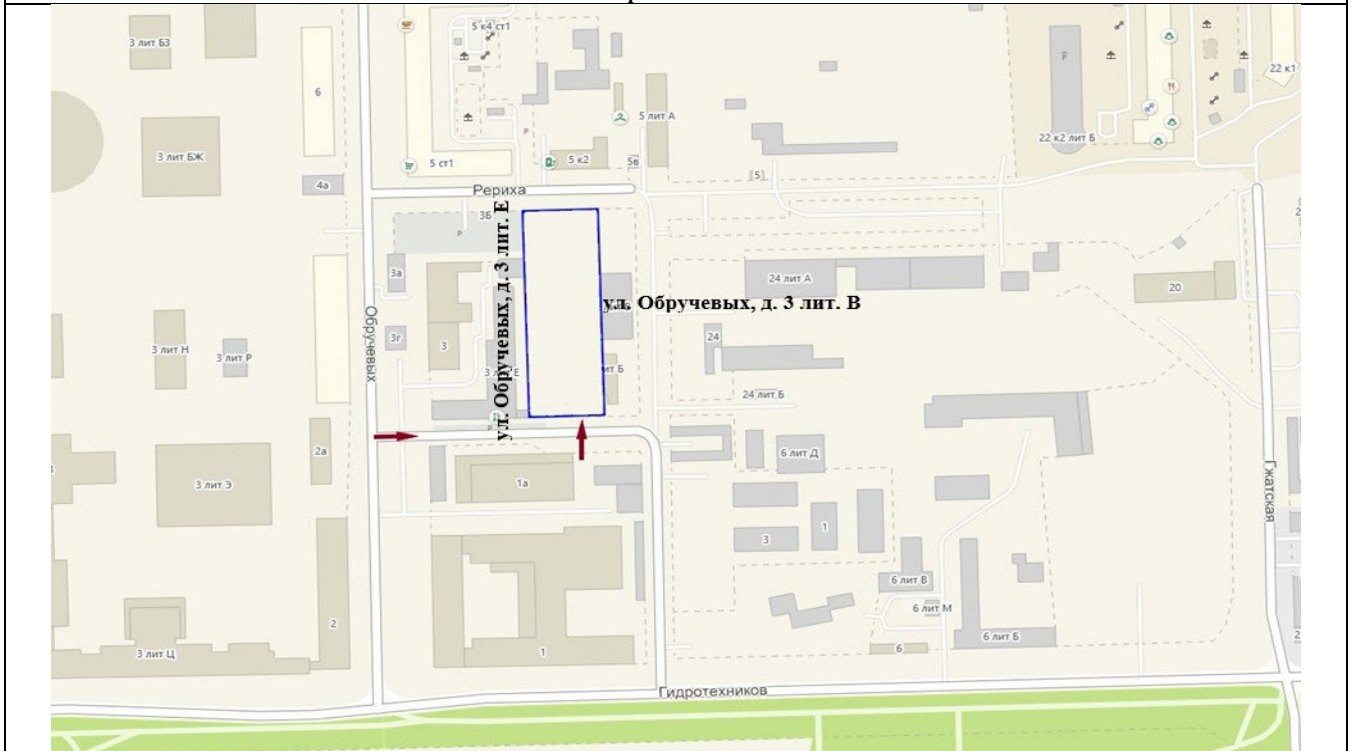 5 к4 ст1
3 лит БЗ
22 к1
6
P
5 лит А
22 к2 лит Б
P
3 лит БЖ
5 ст1
5 к2
5в
[5]
4а
Рериха
3Б
P
3а
24 лит А
20
ул. Обручевых, д. 3 лит. Е
ул. Обручевых, д. 3 лит. В
Обручевых
3г
3
24
3 лит Н
3 лит Р
24 лит Б
2а
6 лит Д
1а
3 лит Э
Гжатская
1
3
6 лит В
6 лит М
2
6 лит Б
1
6
3 лит Ц
Гидротехников